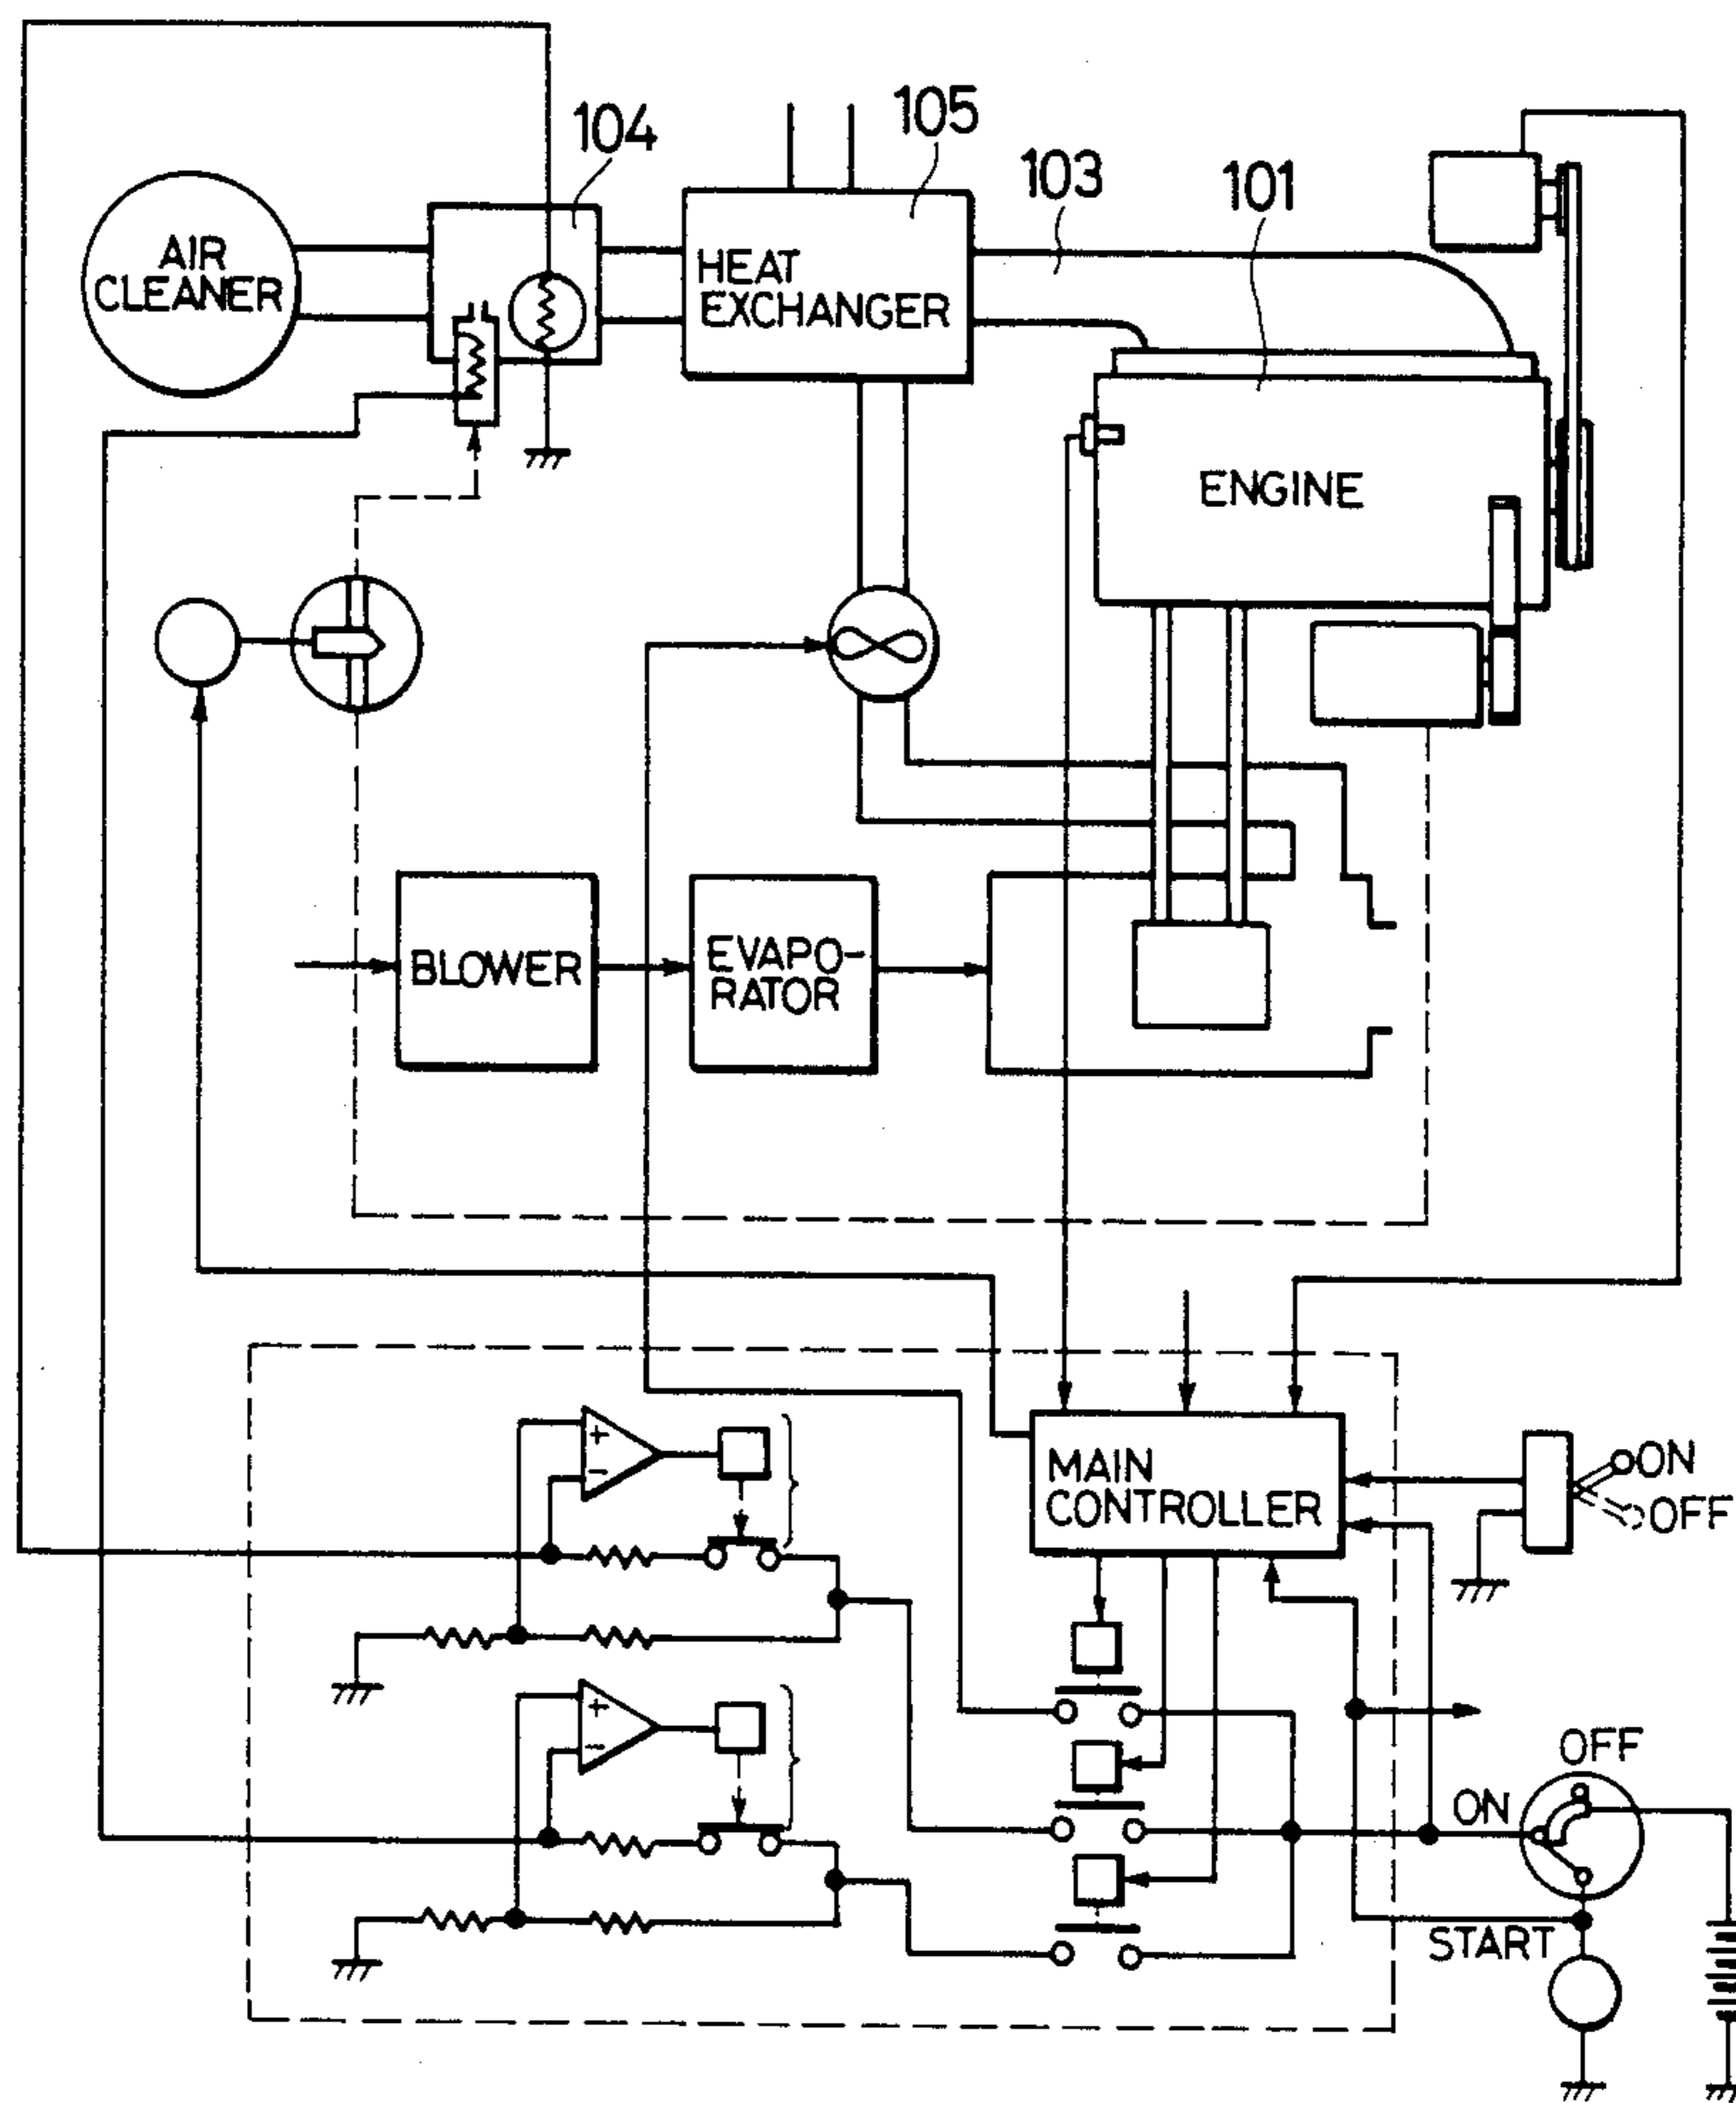 104
105
103
101
AIR
CLEANER
HEAT
EXCHANGER
ENGINE
BLOWER
EVAPO-
RATOR
+
-
MAIN
CONTROLLER
ON
OFF
+
-
OFF
ON
START